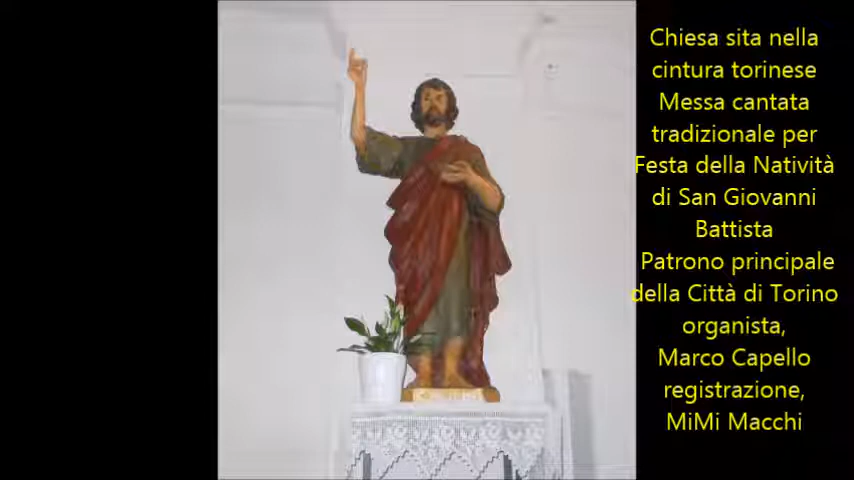 Chiesa sita nella
cintura torinese
Messa cantata
tradizionale per
Festa della Natività
di San Giovanni
Battista
Patrono principale
della Città di Torino
organista,
Marco Capello
registrazione,
MiMi Macchi